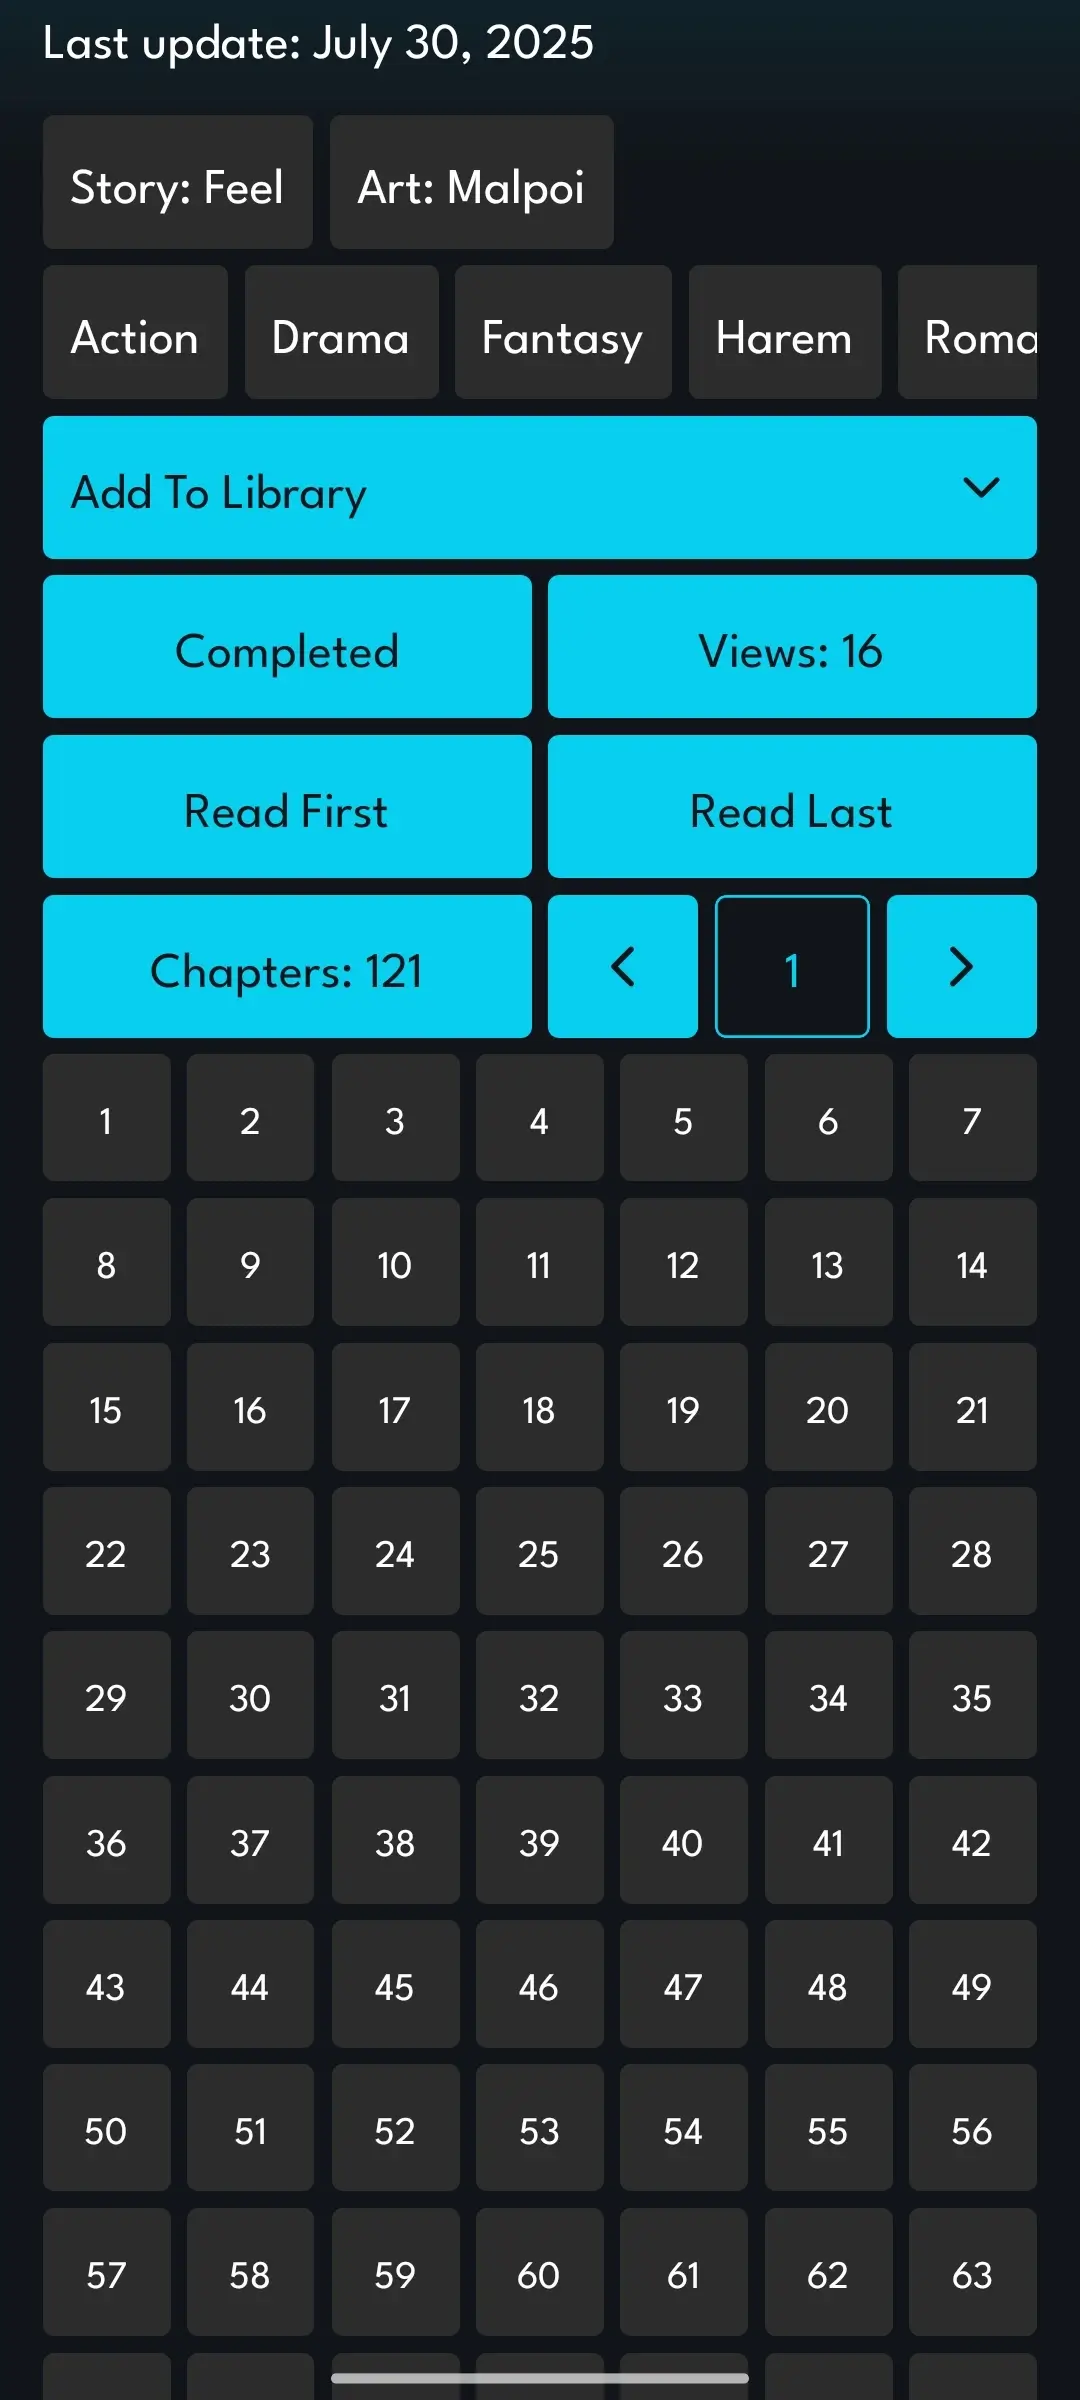 Last update: July 30, 2025
Story: Feel Art: Malpoi
Action Drama Fantasy Harem Roma
Add To Library
Completed Views: 16
Read First Read Last
Chapters: 121 1
1 2 3 4 5 6 7
8 9 10 11 12 13 14
15 16 17 18 19 20 21
22 23 24 25 26 27 28
29 30 31 32 33 34 35
36 37 38 39 40 41 42
43 44 45 46 47 48 49
50 51 52 53 54 55 56
57 58 59 60 61 62 63